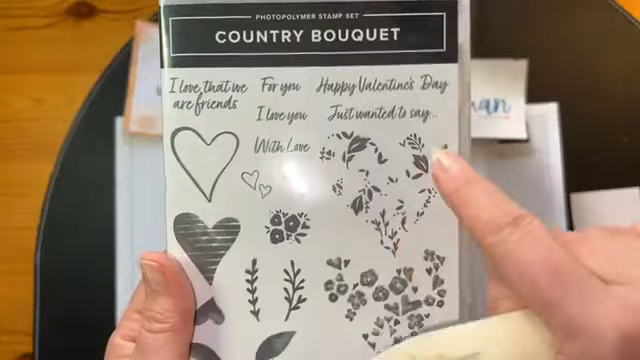 PHOTOPOLYMER STAMP SET
COUNTRY BOUQUET
I love that we
are friends
For you
I love you
With Love
Happy Valentine's Day
Just wanted to say...